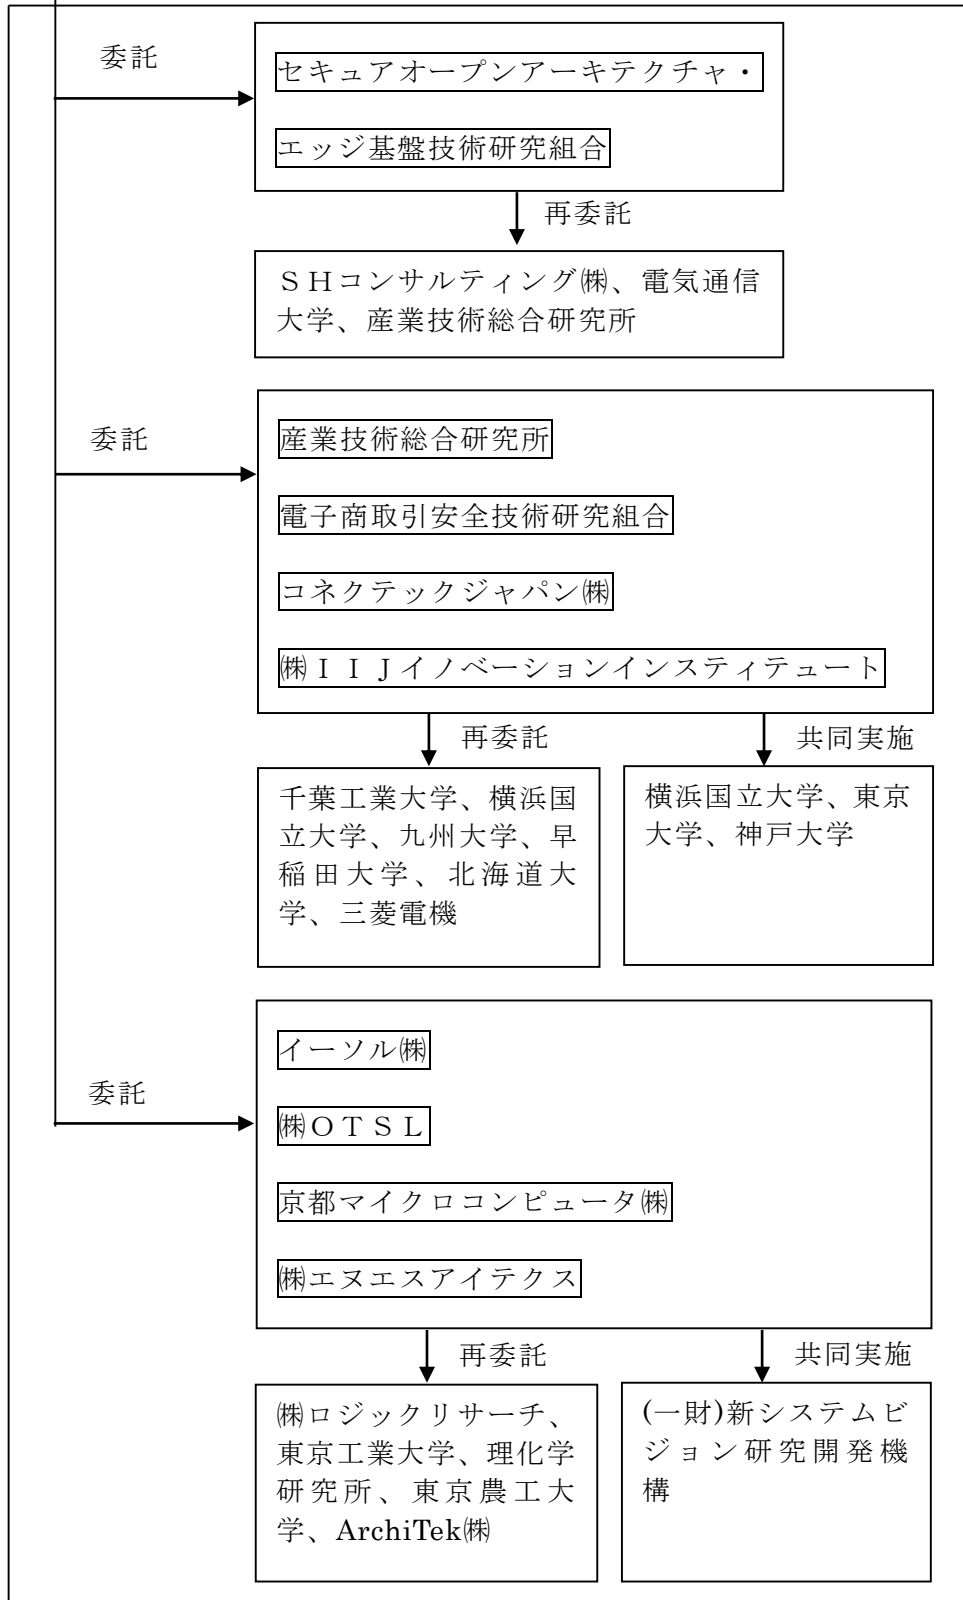 委託
セキュアオープンアーキテクチャ・
エッジ基盤技術研究組合
再委託
ＳＨコンサルティング㈱、電気通信
大学、産業技術総合研究所
委託
産業技術総合研究所
電子商取引安全技術研究組合
コネクテックジャパン㈱
㈱ＩＩＪイノベーションインスティテュート
再委託
共同実施
千葉工業大学、横浜国
立大学、九州大学、早
稲田大学、北海道大
学、三菱電機
横浜国立大学、東京
大学、神戸大学
委託
イーソル㈱
㈱ＯＴＳＬ
京都マイクロコンピュータ㈱
㈱エヌエスアイテクス
再委託
共同実施
㈱ロジックリサーチ、
東京工業大学、理化学
研究所、東京農工大
学、ArchiTek㈱
(一財)新システムビ
ジョン研究開発機
構